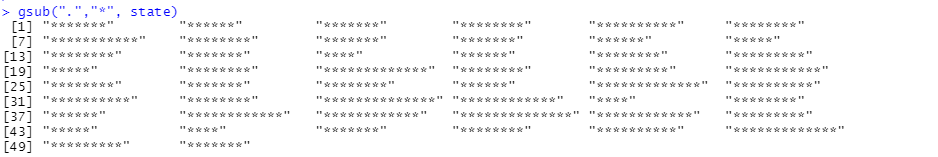 > gsub(".","*", state)
[1] "*******" "******" "*******" "********" "**********" "********"
[7] "***********" "********" "*******" "*******" "******" "*****"
[13] "********" "*******" "****" "******" "********" "*********"
[19] "*****" "********" "*************" "********" "*********" "***********"
[25] "********" "*******" "********" "******" "*************" "**********"
[31] "**********" "********" "**************" "************" "****" "********"
[37] "******" "************" "************" "**************" "************" "*********"
[43] "*****" "****" "*******" "********" "**********" "*************"
[49] "*********" "*******"